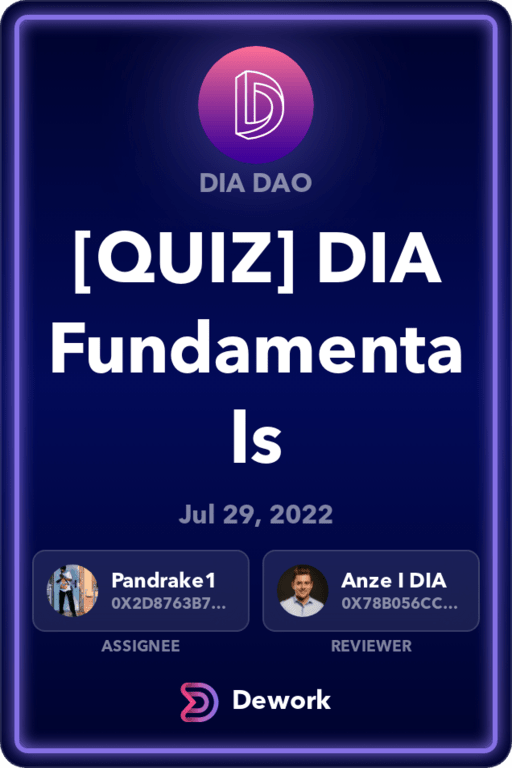 DIA DAO
[QUIZ] DIA
Fundamenta
ls
Jul 29, 2022
Pandrake1
0X2D8763B7...
ASSIGNEE
Anze I DIA
0X78B056CC...
REVIEWER
Dework